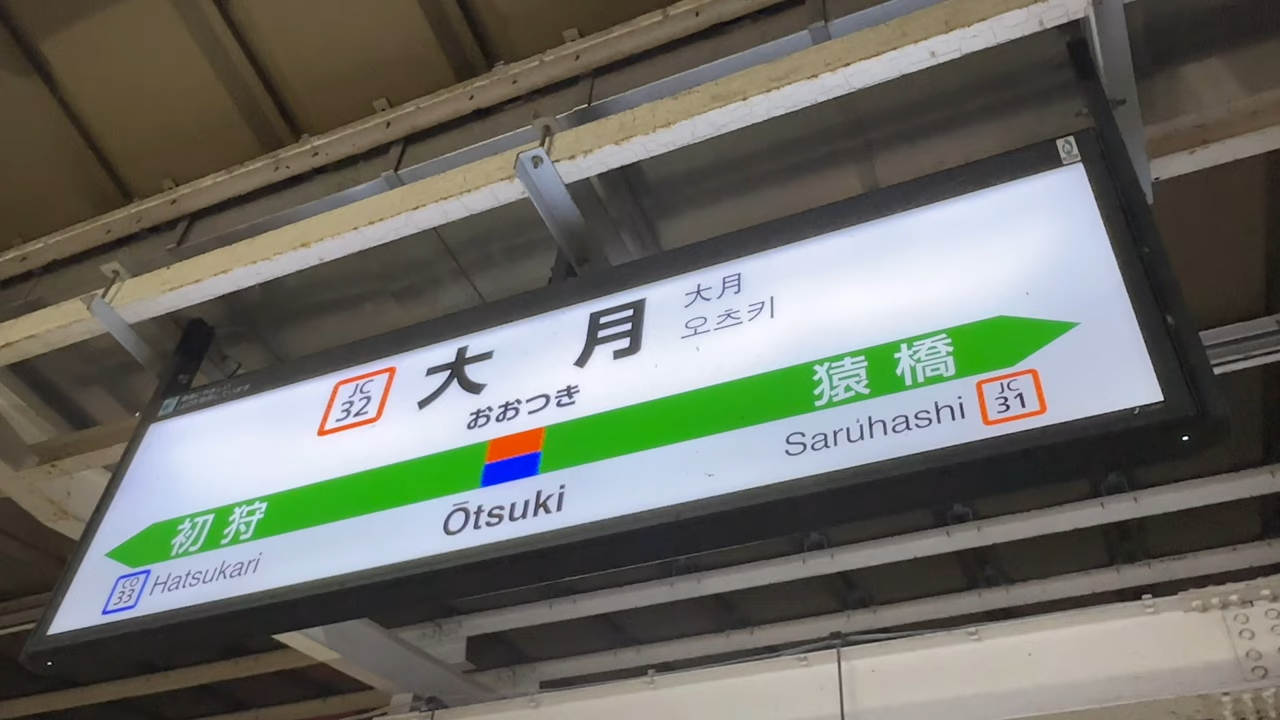 JC
32
大月
おおつき
大月
오츠키
初狩
猿橋
CO
33
Hatsukari
Ōtsuki
Saruhashi
JC
31